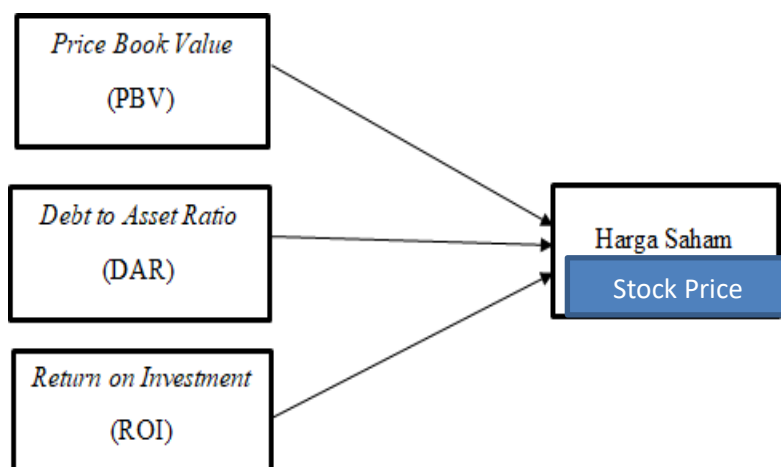 Price Book Value
(PBV)
Debt to Asset Ratio
(DAR)
Return on Investment
(ROI)
Harga Saham
Stock Price